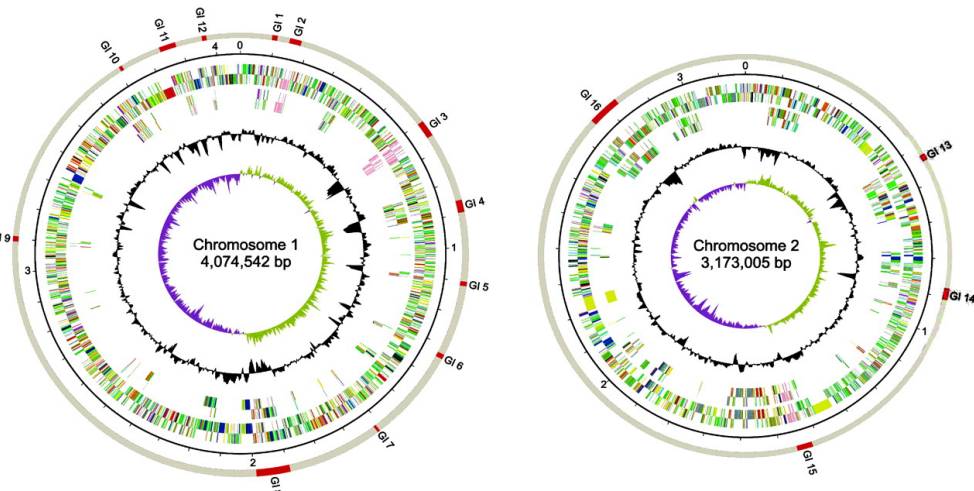 GI 12
GI 1
GI 2
GI 11
GI 10
4
0
GI 3
GI 4
1
GI 5
GI 6
GI 7
2
3
Chromosome 1
4,074,542 bp
0
3
GI 16
GI 13
GI 14
1
GI 15
2
Chromosome 2
3,173,005 bp